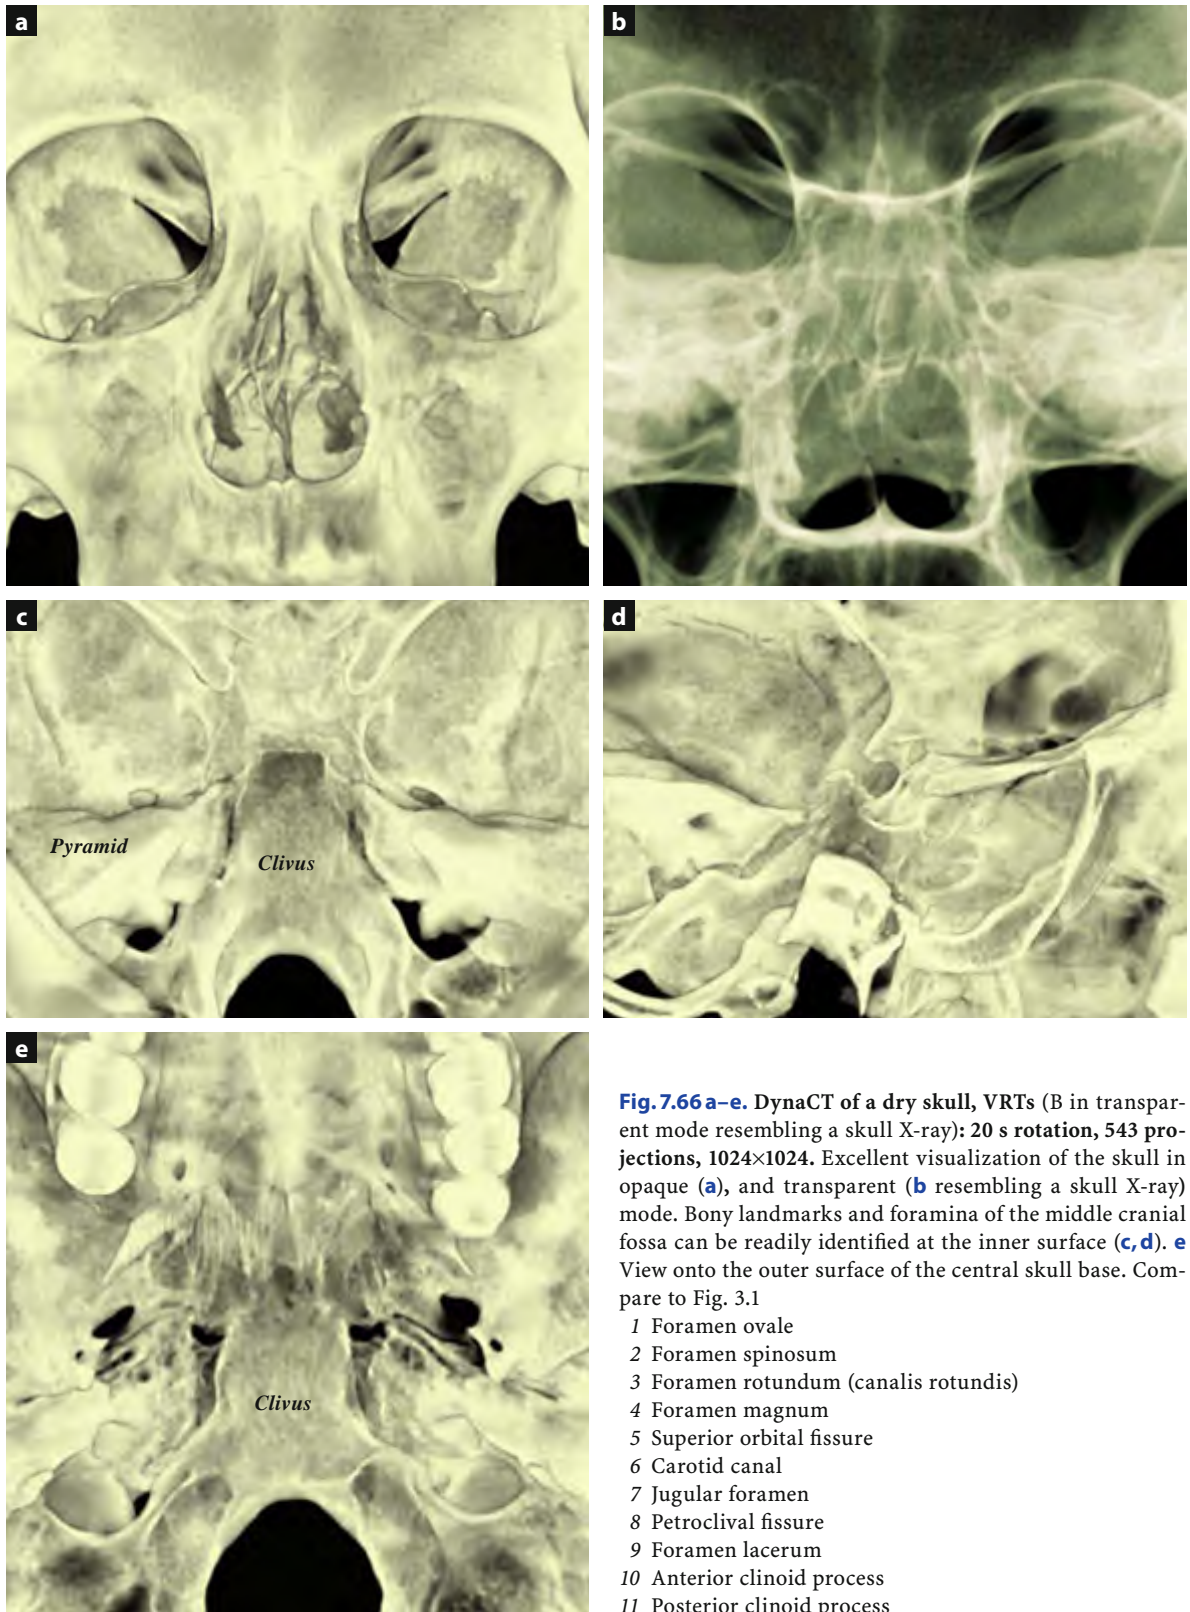 a
b
c
d
Pyramid
Clivus
e
Clivus
Fig. 7.66 a–e. DynaCT of a dry skull, VRTs (B in transpar-
ent mode resembling a skull X-ray): 20 s rotation, 543 pro-
jections, 1024×1024. Excellent visualization of the skull in
opaque (a), and transparent (b resembling a skull X-ray)
mode. Bony landmarks and foramina of the middle cranial
fossa can be readily identified at the inner surface (c, d). e
View onto the outer surface of the central skull base. Com-
pare to Fig. 3.1
1 Foramen ovale
2 Foramen spinosum
3 Foramen rotundum (canalis rotundis)
4 Foramen magnum
5 Superior orbital fissure
6 Carotid canal
7 Jugular foramen
8 Petroclival fissure
9 Foramen lacerum
10 Anterior clinoid process
11 Posterior clinoid process